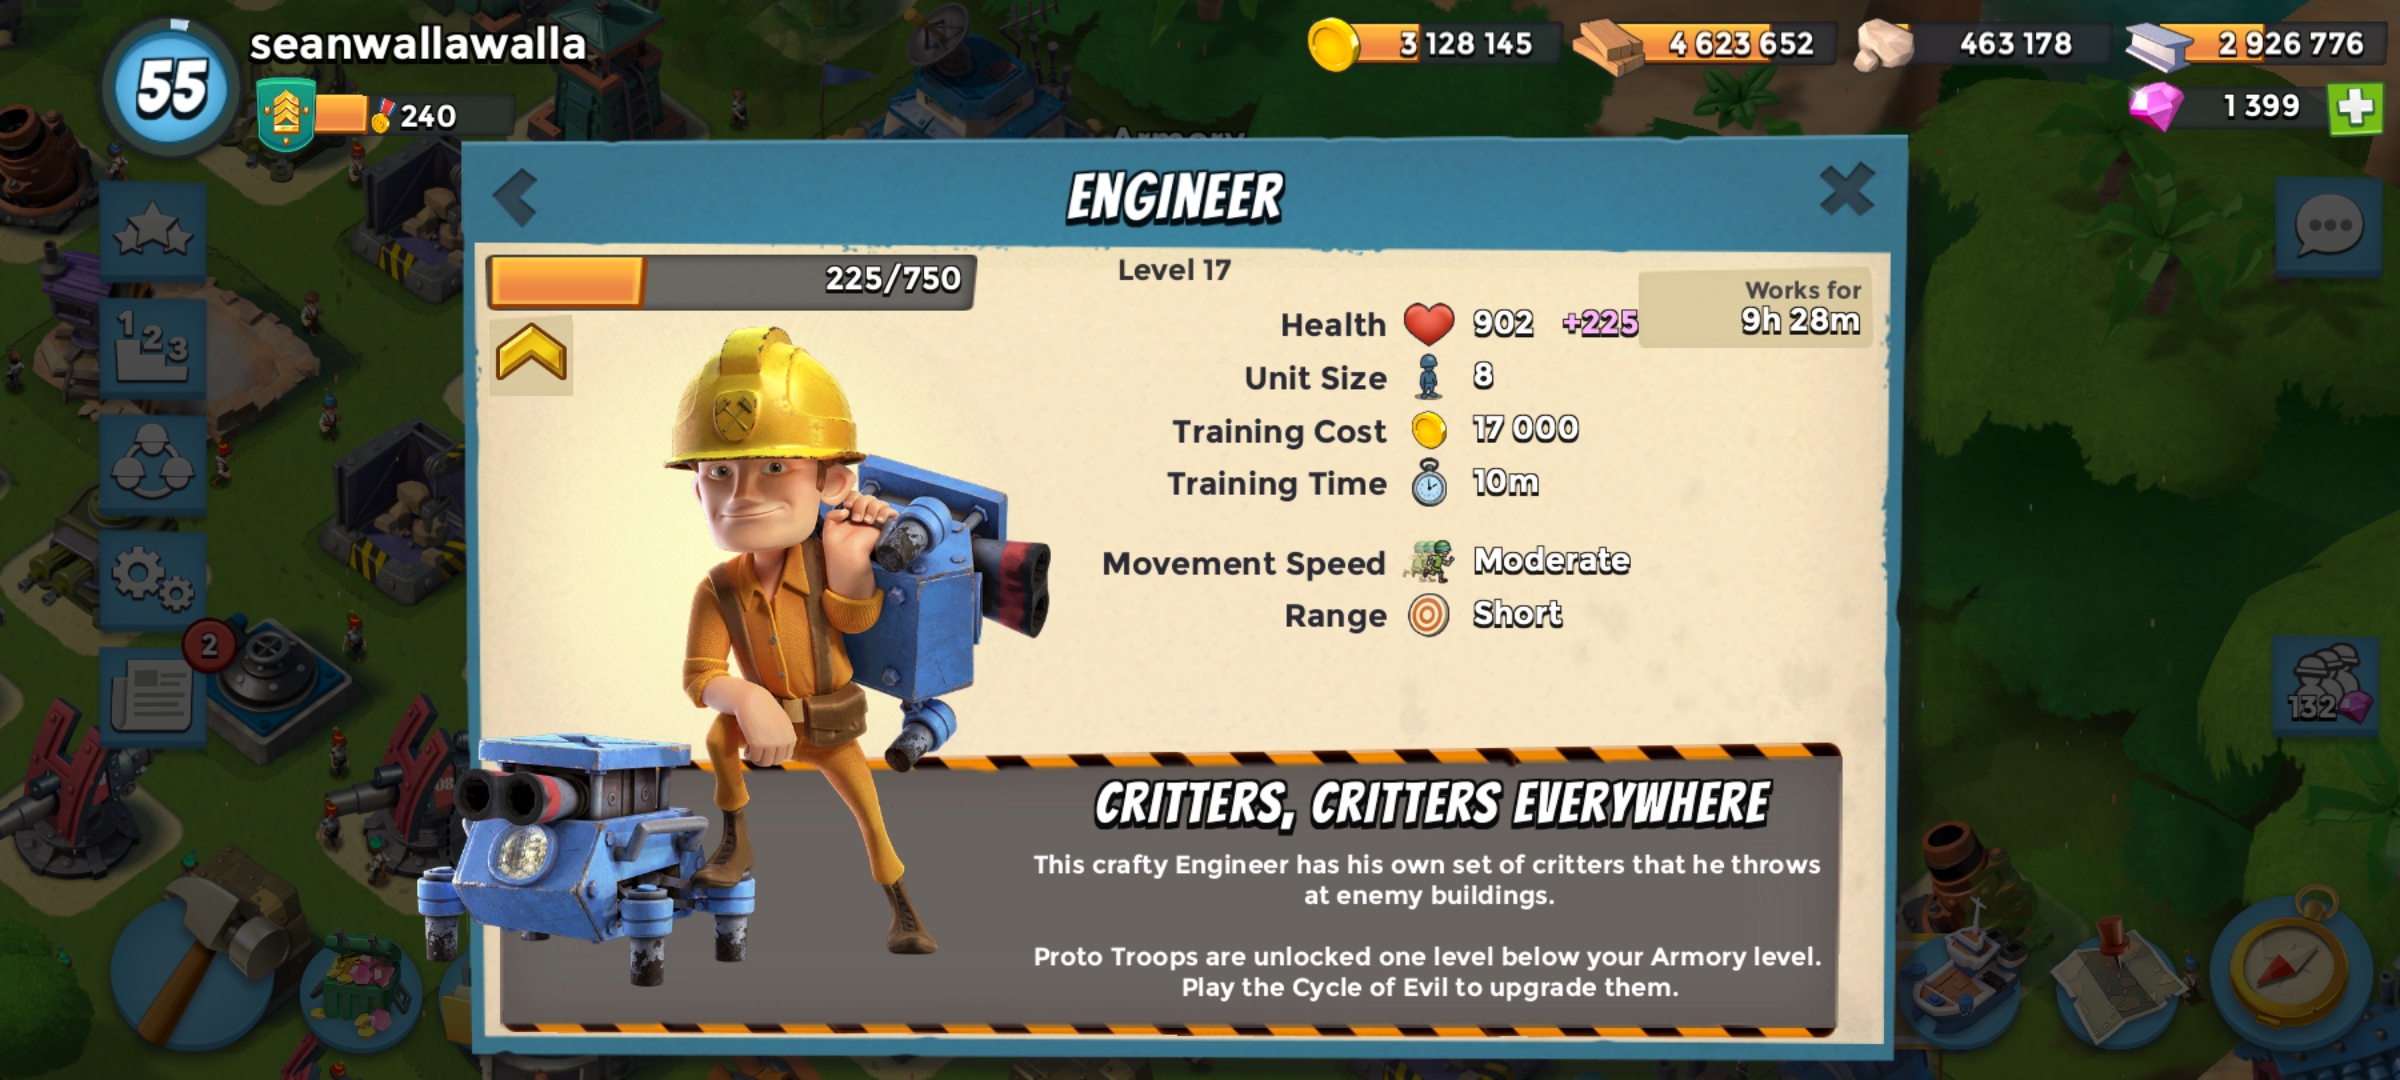 55
seanwallawalla
240
3 128 145
4 623 652
463 178
2 926 776
1 399
Armory
ENGINEER
225/750
Level 17
Works for
9h 28m
Health 902 +225
Unit Size 8
Training Cost 17 000
Training Time 10m
Movement Speed Moderate
Range Short
1 2 3
2
132
CRITTERS, CRITTERS EVERYWHERE
This crafty Engineer has his own set of critters that he throws
at enemy buildings.
Proto Troops are unlocked one level below your Armory level.
Play the Cycle of Evil to upgrade them.